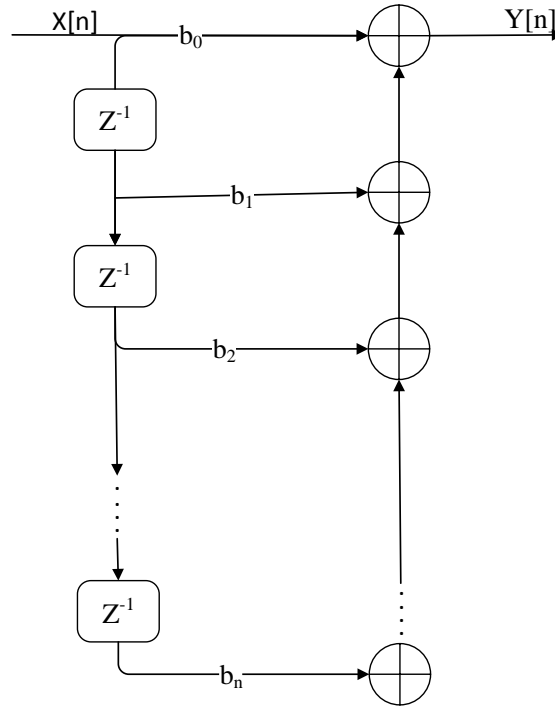 X[n]
Y[n]
b₀
Z⁻¹
b₁
Z⁻¹
b₂
Z⁻¹
bₙ